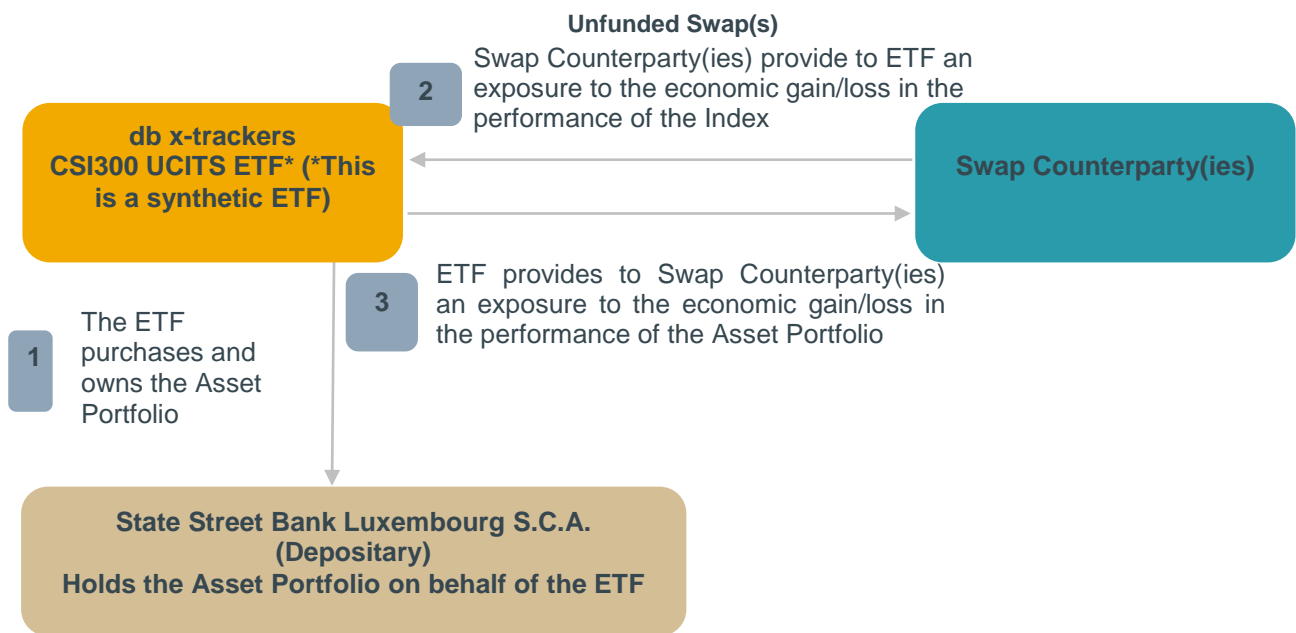 Unfunded Swap(s)
2
Swap Counterparty(ies) provide to ETF an
exposure to the economic gain/loss in the
performance of the Index
db x-trackers
CSI300 UCITS ETF* (*This
is a synthetic ETF)
Swap Counterparty(ies)
3
ETF provides to Swap Counterparty(ies)
an exposure to the economic gain/loss in
the performance of the Asset Portfolio
1
The ETF
purchases and
owns the Asset
Portfolio
State Street Bank Luxembourg S.C.A.
(Depositary)
Holds the Asset Portfolio on behalf of the ETF